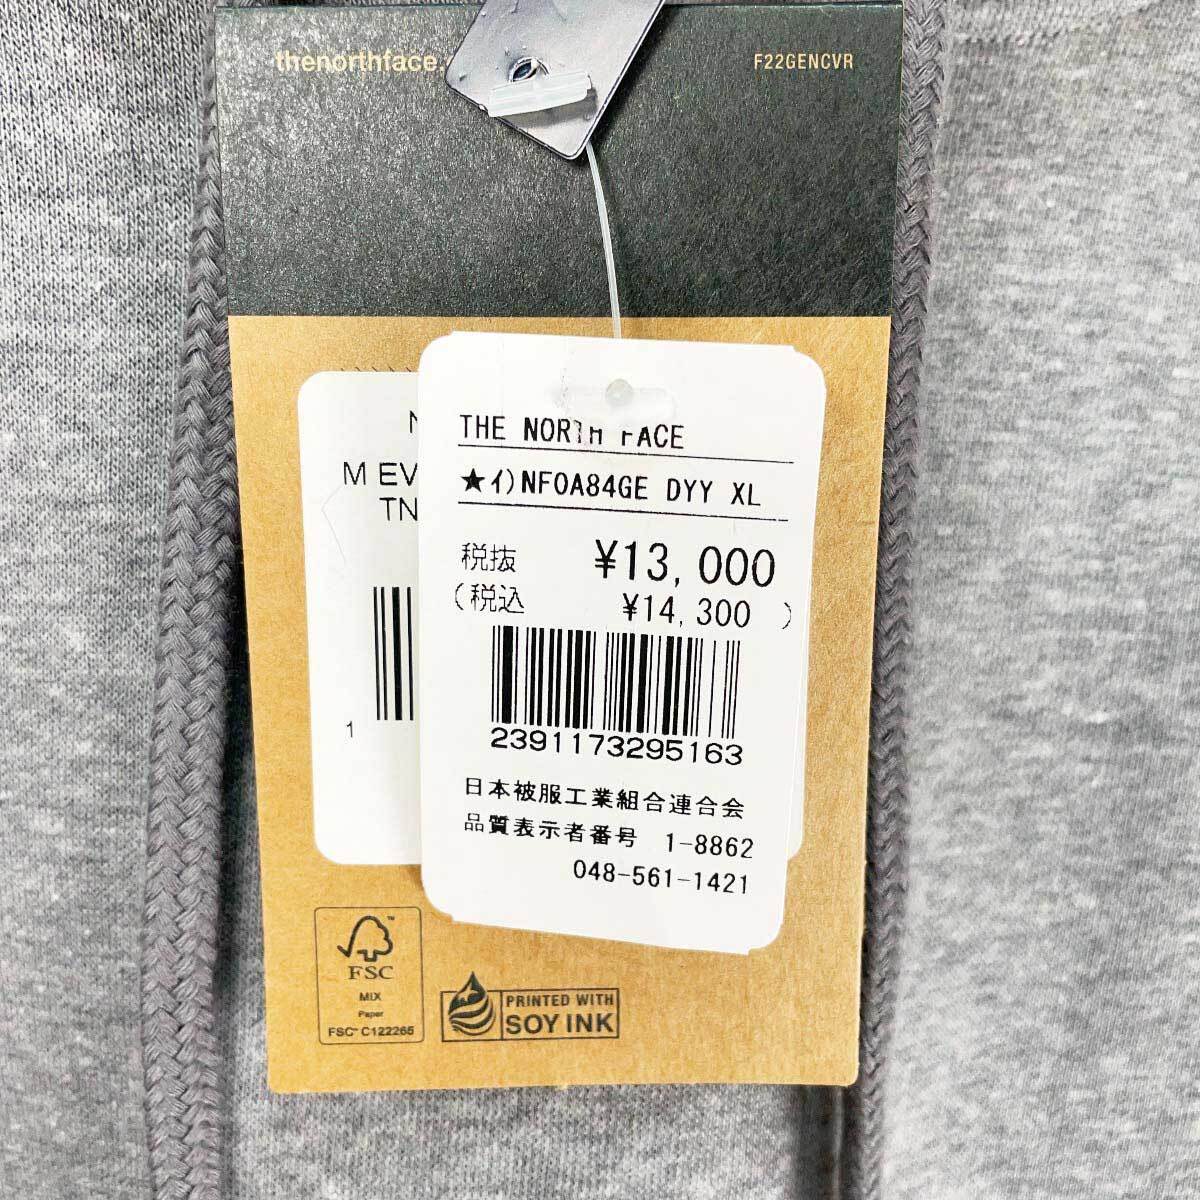 thenorthface.
F22GENCVR
THE NORTH FACE
★イ)NF0A84GE DYY XL
税抜 ¥13,000
(税込 ¥14,300 )
2391173295163
日本被服工業組合連合会
品質表示者番号 1-8862
048-561-1421
M EV
TN
1
FSC™
MIX
Paper
FSC™ C122265
PRINTED WITH
SOY INK